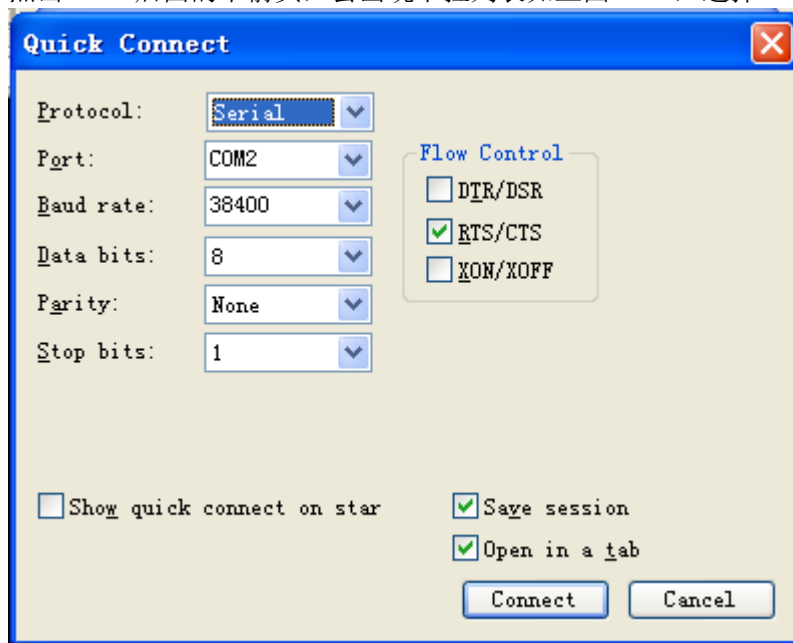 Quick Connect
Protocol: Serial
Port: COM2
Baud rate: 38400
Data bits: 8
Parity: None
Stop bits: 1
Flow Control
DTR/DSR
RTS/CTS
XON/XOFF
Show quick connect on star
Save session
Open in a tab
Connect Cancel